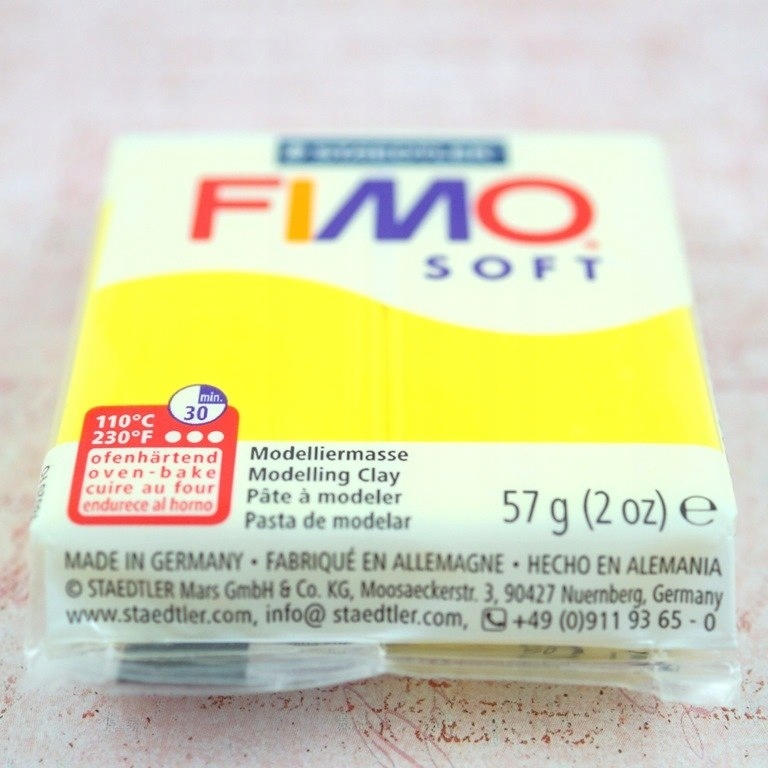 FIMO
SOFT
min.
30
110°C
230°F
ofenhärtend
oven-bake
cuire au four
endurece al horno
Modelliermasse
Modelling Clay
Pâte à modeler
Pasta de modelar
57 g (2 oz) ℮
MADE IN GERMANY • FABRIQUÉ EN ALLEMAGNE • HECHO EN ALEMANIA
© STAEDTLER Mars GmbH & Co. KG, Moosaeckerstr. 3, 90427 Nuernberg, Germany
www.staedtler.com, info@ staedtler.com, +49 (0)911 93 65 - 0